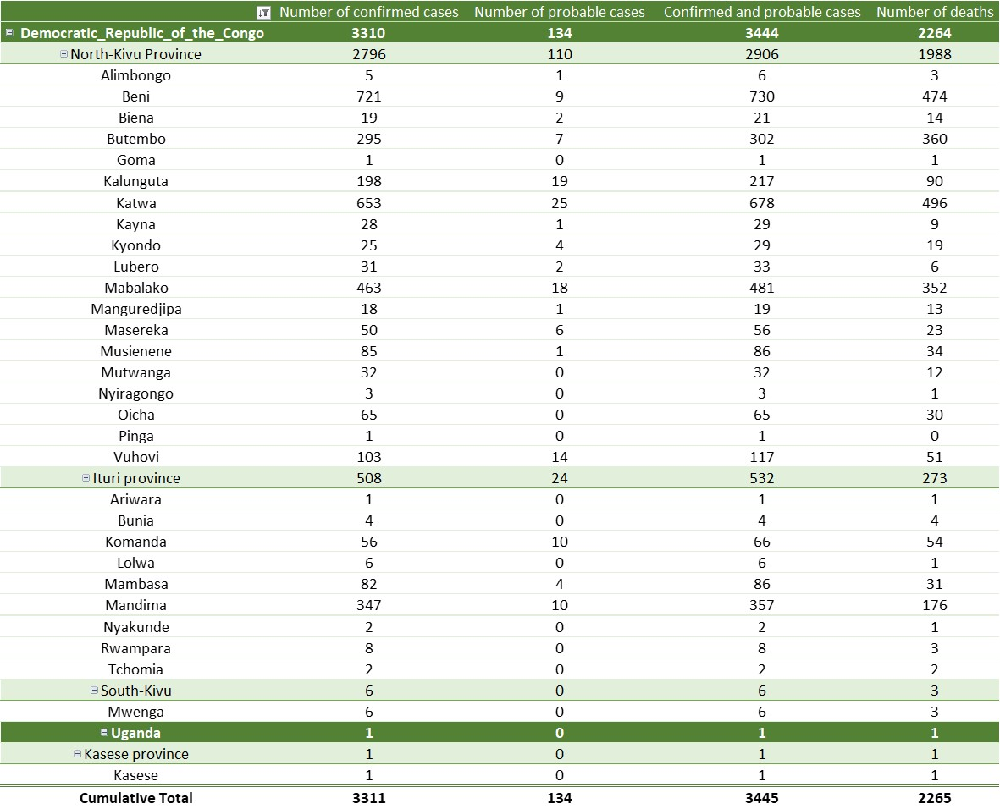 Number of confirmed cases Number of probable cases Confirmed and probable cases Number of deaths
Democratic_Republic_of_the_Congo 3310 134 3444 2264
North-Kivu Province 2796 110 2906 1988
Alimbongo 5 1 6 3
Beni 721 9 730 474
Biena 19 2 21 14
Butembo 295 7 302 360
Goma 1 0 1 1
Kalunguta 198 19 217 90
Katwa 653 25 678 496
Kayna 28 1 29 9
Kyondo 25 4 29 19
Lubero 31 2 33 6
Mabalako 463 18 481 352
Manguredjipa 18 1 19 13
Masereka 50 6 56 23
Musienene 85 1 86 34
Mutwanga 32 0 32 12
Nyiragongo 3 0 3 1
Oicha 65 0 65 30
Pinga 1 0 1 0
Vuhovi 103 14 117 51
Ituri province 508 24 532 273
Ariwara 1 0 1 1
Bunia 4 0 4 4
Komanda 56 10 66 54
Lolwa 6 0 6 1
Mambasa 82 4 86 31
Mandima 347 10 357 176
Nyakunde 2 0 2 1
Rwampara 8 0 8 3
Tchomia 2 0 2 2
South-Kivu 6 0 6 3
Mwenga 6 0 6 3
Uganda 1 0 1 1
Kasese province 1 0 1 1
Kasese 1 0 1 1
Cumulative Total 3311 134 3445 2265